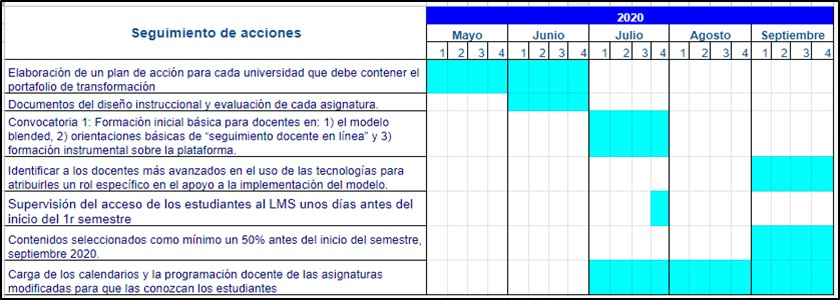 2020
Seguimiento de acciones
Mayo Junio Julio Agosto Septiembre
1 2 3 4 1 2 3 4 1 2 3 4 1 2 3 4 1 2 3 4
Elaboración de un plan de acción para cada universidad que debe contener el
portafolio de transformación
Documentos del diseño instruccional y evaluación de cada asignatura.
Convocatoria 1: Formación inicial básica para docentes en: 1) el modelo
blended, 2) orientaciones básicas de “seguimiento docente en línea” y 3)
formación instrumental sobre la plataforma.
Identificar a los docentes más avanzados en el uso de las tecnologías para
atribuirles un rol específico en el apoyo a la implementación del modelo.
Supervisión del acceso de los estudiantes al LMS unos días antes del
inicio del 1r semestre
Contenidos seleccionados como mínimo un 50% antes del inicio del semestre,
septiembre 2020.
Carga de los calendarios y la programación docente de las asignaturas
modificadas para que las conozcan los estudiantes